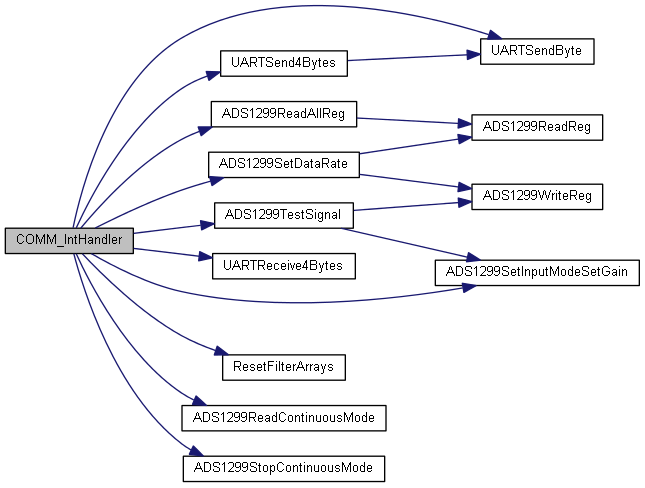 UARTSendByte
UARTSend4Bytes
ADS1299ReadAllReg
ADS1299ReadReg
ADS1299SetDataRate
ADS1299WriteReg
ADS1299TestSignal
COMM_IntHandler
UARTReceive4Bytes
ADS1299SetInputModeSetGain
ResetFilterArrays
ADS1299ReadContinuousMode
ADS1299StopContinuousMode